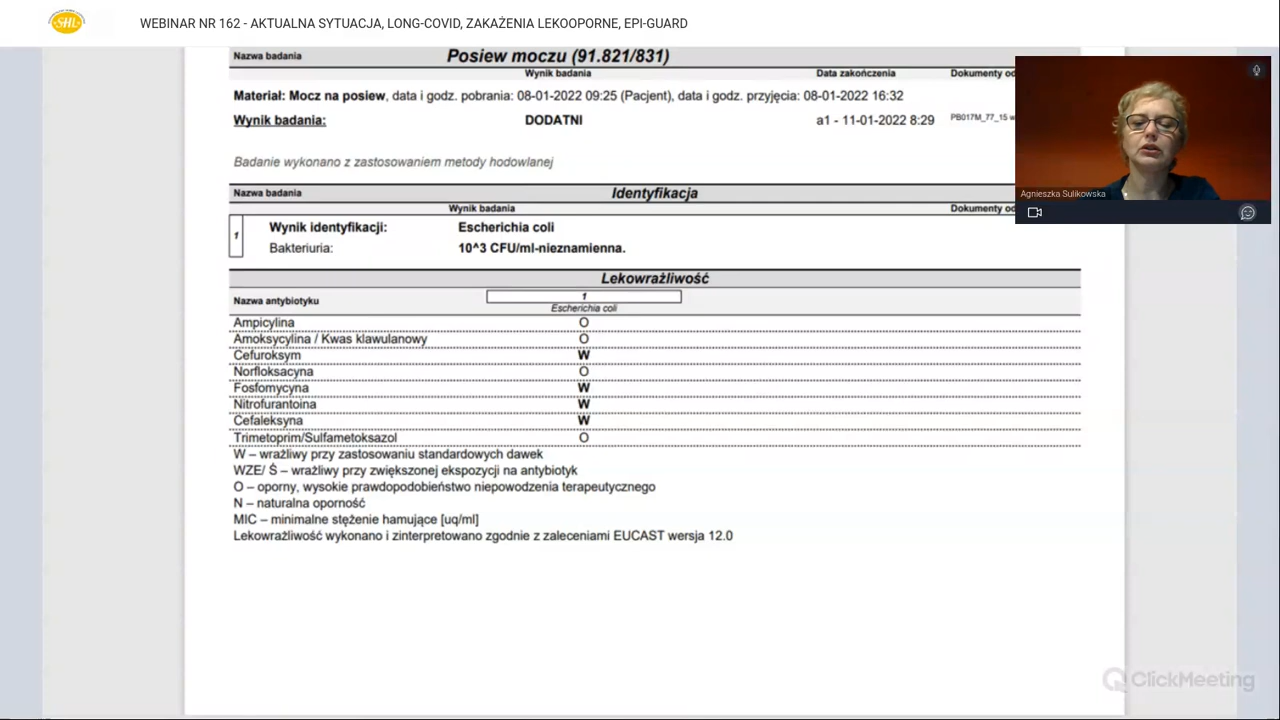 SHL
WEBINAR NR 162 - AKTUALNA SYTUACJA, LONG-COVID, ZAKAŻENIA LEKOOPORNE, EPI-GUARD
Nazwa badania Posiew moczu (91.821/831)
Wynik badania Data zakończenia Dokumenty od
Materiał: Mocz na posiew, data i godz. pobrania: 08-01-2022 09:25 (Pacjent), data i godz. przyjęcia: 08-01-2022 16:32
Wynik badania: DODATNI a1 - 11-01-2022 8:29 PB017M_77_15 w
Badanie wykonano z zastosowaniem metody hodowlanej
Agnieszka Sulikowska
Nazwa badania Identyfikacja
Wynik badania Dokumenty od
1 Wynik identyfikacji: Escherichia coli
Bakteriuria: 10^3 CFU/ml-nieznamienna.
Lekowrażliwość
Nazwa antybiotyku 1
Escherichia coli
Ampicylina O
Amoksycylina / Kwas klawulanowy O
Cefuroksym W
Norfloksacyna O
Fosfomycyna W
Nitrofurantoina W
Cefaleksyna W
Trimetoprim/Sulfametoksazol O
W – wrażliwy przy zastosowaniu standardowych dawek
WZE/ Ś – wrażliwy przy zwiększonej ekspozycji na antybiotyk
O – oporny, wysokie prawdopodobieństwo niepowodzenia terapeutycznego
N – naturalna oporność
MIC – minimalne stężenie hamujące [uq/ml]
Lekowrażliwość wykonano i zinterpretowano zgodnie z zaleceniami EUCAST wersja 12.0
ClickMeeting